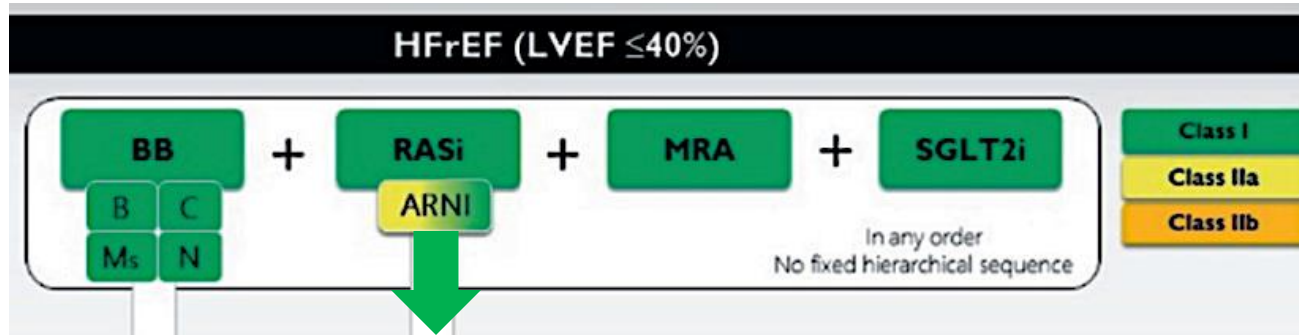 HFrEF (LVEF ≤40%)
BB + RASi + MRA + SGLT2i
B C
Ms N
ARNI
In any order
No fixed hierarchical sequence
Class I
Class IIa
Class IIb